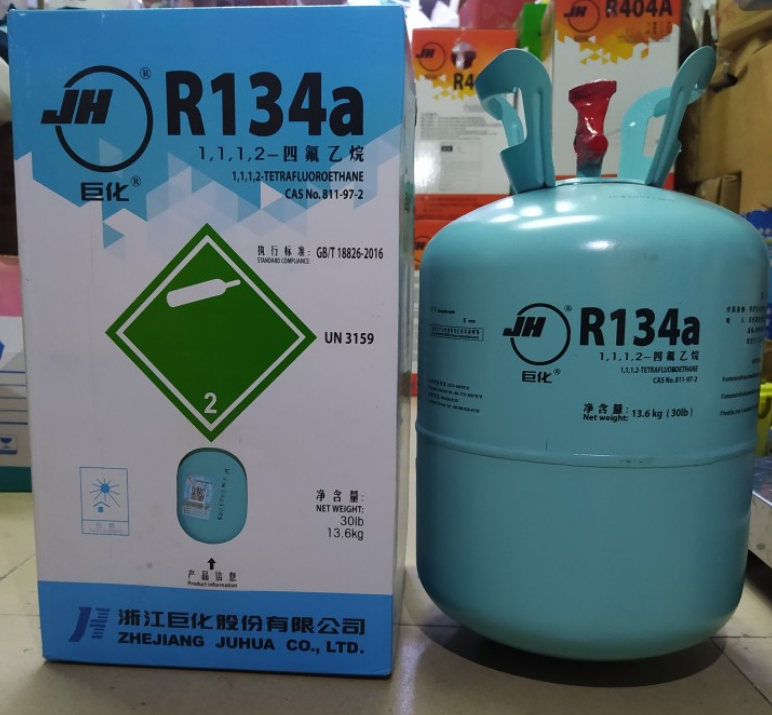 JH®
巨化®
R134a
1,1,1,2-四氟乙烷
1,1,1,2-TETRAFLUOROETHANE
CAS No.811-97-2
执行标准: GB/T 18826-2016
STANDARD COMPLIANCE:
UN 3159
2
净含量:
NET WEIGHT:
30lb
13.6kg
产品信息
Product information
浙江巨化股份有限公司
ZHEJIANG JUHUA CO., LTD.
JH
R4
JH
R404A
JH®
巨化®
R134a
1,1,1,2-四氟乙烷
1,1,1,2-TETRAFLUOROETHANE
CAS No.811-97-2
净含量: 13.6 kg (30lb)
Net weight: